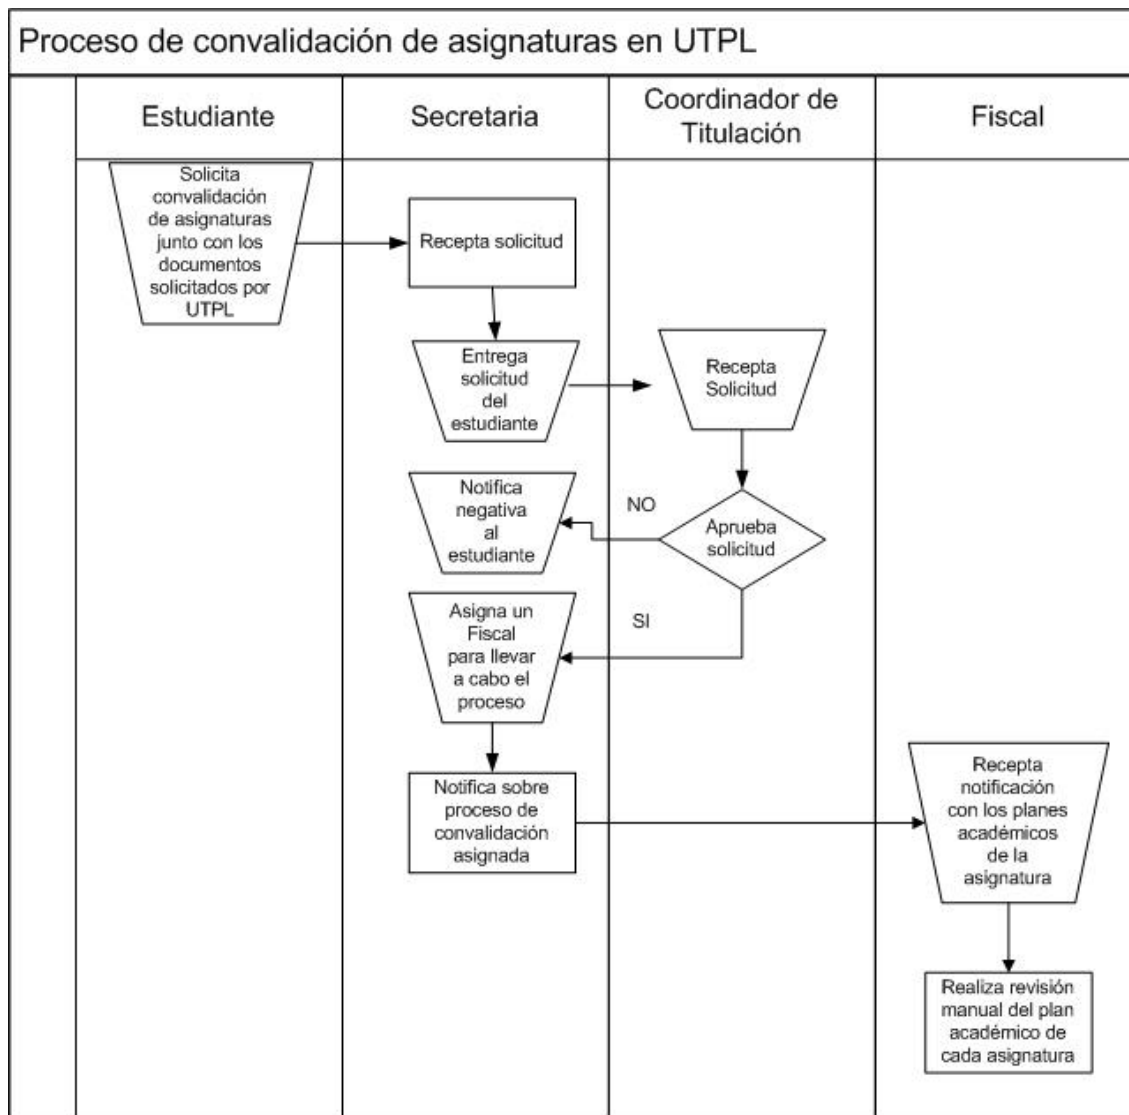 Proceso de convalidación de asignaturas en UTPL
Estudiante
Secretaria
Coordinador de
Titulación
Fiscal
Solicita
convalidación
de asignaturas
junto con los
documentos
solicitados por
UTPL
Recepta solicitud
Entrega
solicitud
del
estudiante
Recepta
Solicitud
Notifica
negativa
al
estudiante
NO
Aprueba
solicitud
Asigna un
Fiscal
para llevar
a cabo el
proceso
SI
Notifica sobre
proceso de
convalidación
asignada
Recepta
notificación
con los planes
académicos
de la
asignatura
Realiza revisión
manual del plan
académico de
cada asignatura